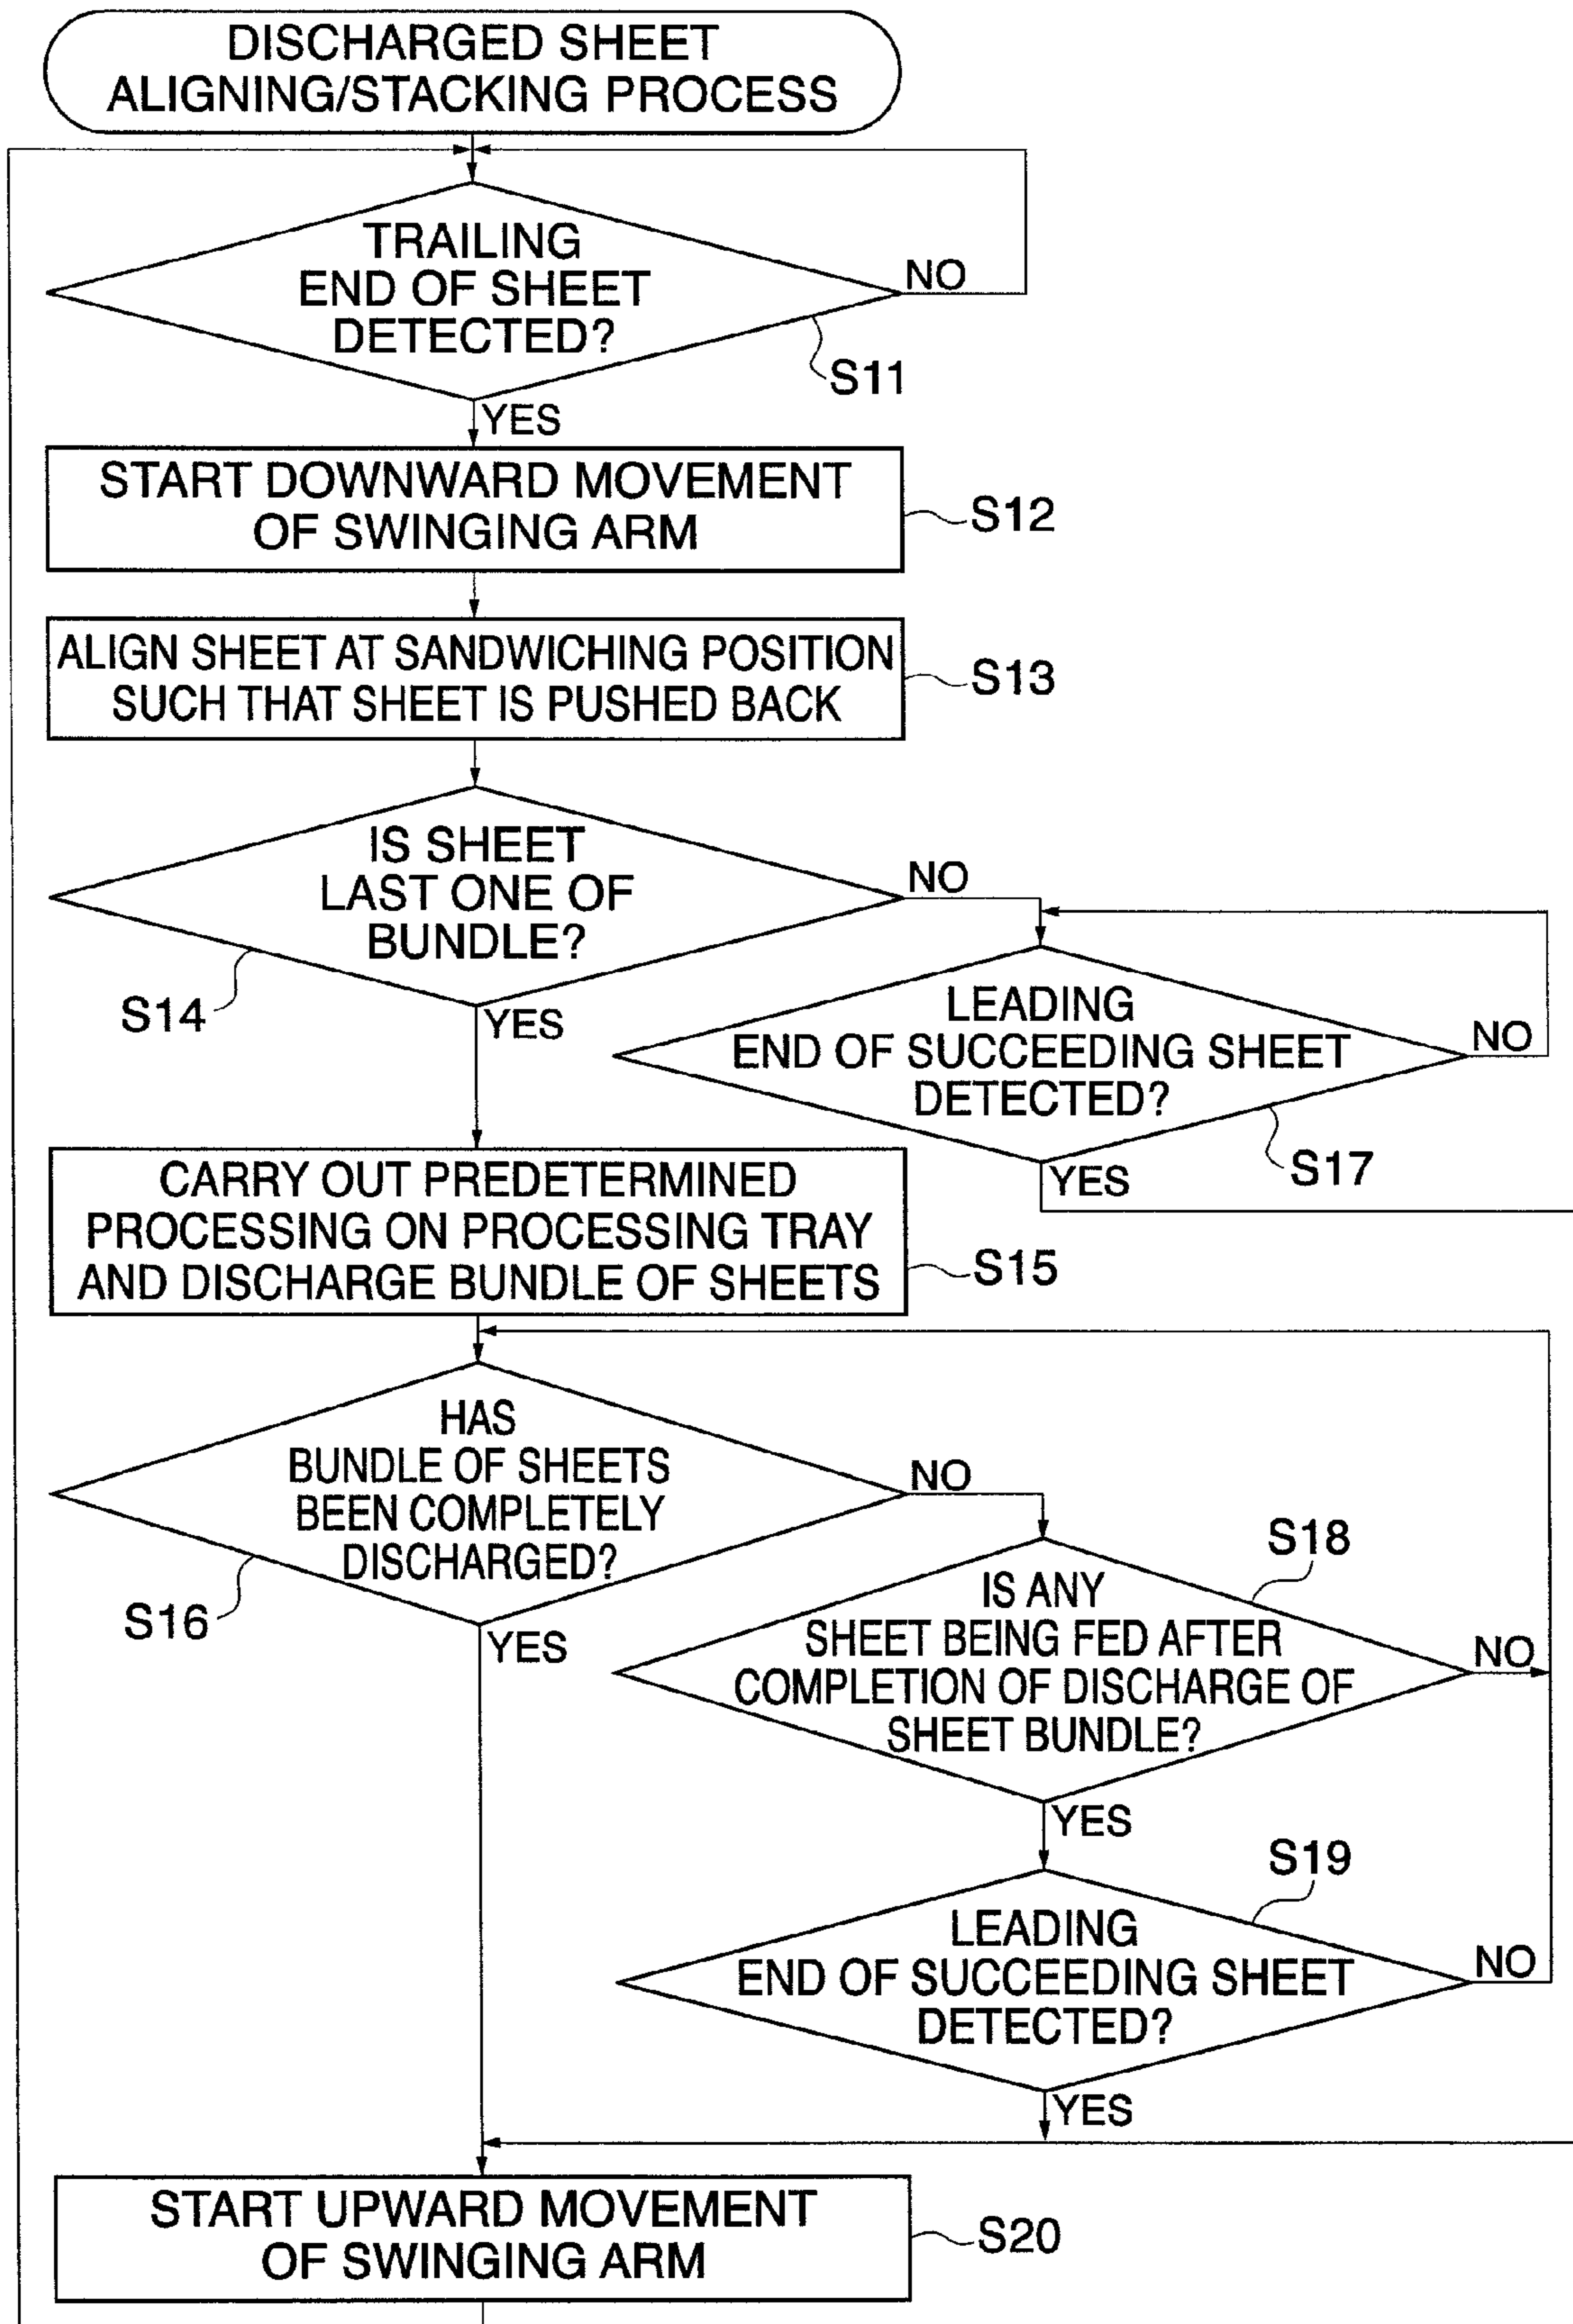 DISCHARGED SHEET
ALIGNING/STACKING PROCESS
TRAILING
END OF SHEET
DETECTED?
NO
S11
YES
START DOWNWARD MOVEMENT
OF SWINGING ARM
S12
ALIGN SHEET AT SANDWICHING POSITION
SUCH THAT SHEET IS PUSHED BACK
S13
IS SHEET
LAST ONE OF
BUNDLE?
NO
S14
YES
LEADING
END OF SUCCEEDING SHEET
DETECTED?
NO
S17
YES
CARRY OUT PREDETERMINED
PROCESSING ON PROCESSING TRAY
AND DISCHARGE BUNDLE OF SHEETS
S15
HAS
BUNDLE OF SHEETS
BEEN COMPLETELY
DISCHARGED?
NO
S16
YES
S18
IS ANY
SHEET BEING FED AFTER
COMPLETION OF DISCHARGE OF
SHEET BUNDLE?
NO
YES
S19
LEADING
END OF SUCCEEDING SHEET
DETECTED?
NO
YES
START UPWARD MOVEMENT
OF SWINGING ARM
S20